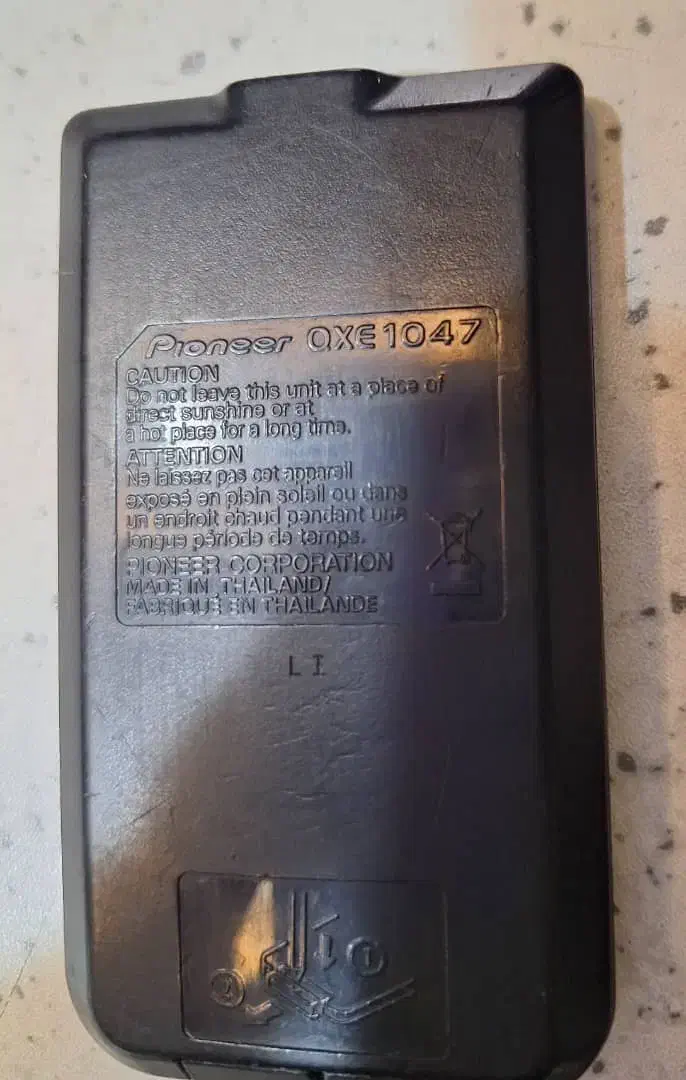 Pioneer QXE1047
CAUTION
Do not leave this unit at a place of
direct sunshine or at
a hot place for a long time.
ATTENTION
Ne laissez pas cet appareil
exposé en plein soleil ou dans
un endroit chaud pendant une
longue période de temps.
PIONEER CORPORATION
MADE IN THAILAND/
FABRIQUÉ EN THAILANDE
L I
1
2